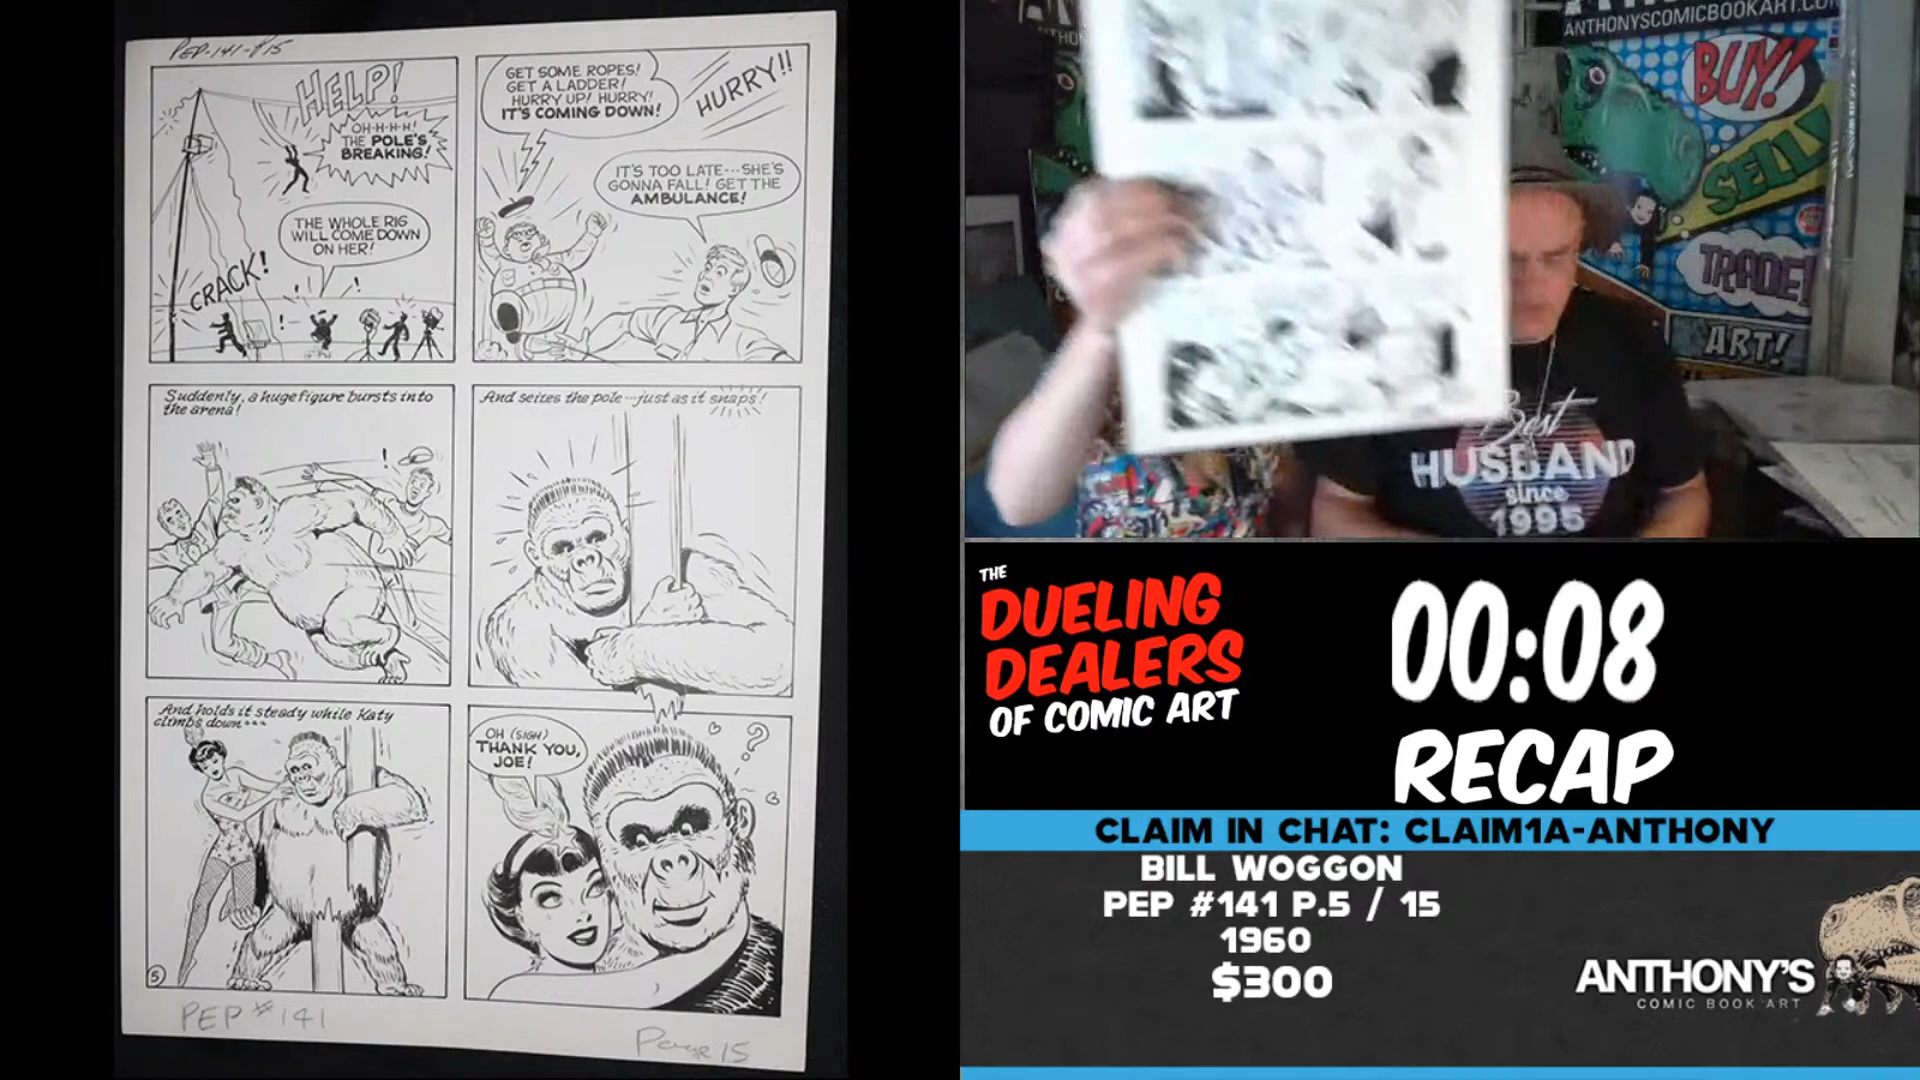 PEP-141-P.15
HELP!
OH-H-H-H!
THE POLE'S
BREAKING!
THE WHOLE RIG
WILL COME DOWN
ON HER!
CRACK!
!
!
!
GET SOME ROPES!
GET A LADDER!
HURRY UP! HURRY!
IT'S COMING DOWN!
HURRY!!
IT'S TOO LATE---SHE'S
GONNA FALL! GET THE
AMBULANCE!
Suddenly, a huge figure bursts into
the arena!
!
And seizes the pole---just as it snaps!
And holds it steady while Katy
climbs down...
5
OH (SIGH)
THANK YOU,
JOE!
?
PEP #141
Page 15
ANTHONYSCOMICBOOKART.COM
BUY!
SELL
TRADE!
ART!
Best
HUSBAND
since
1995
THE
DUELING
DEALERS
OF COMIC ART
00:08
RECAP
CLAIM IN CHAT: CLAIM1A-ANTHONY
BILL WOGGON
PEP #141 P.5 / 15
1960
$300
ANTHONY'S
COMIC BOOK ART